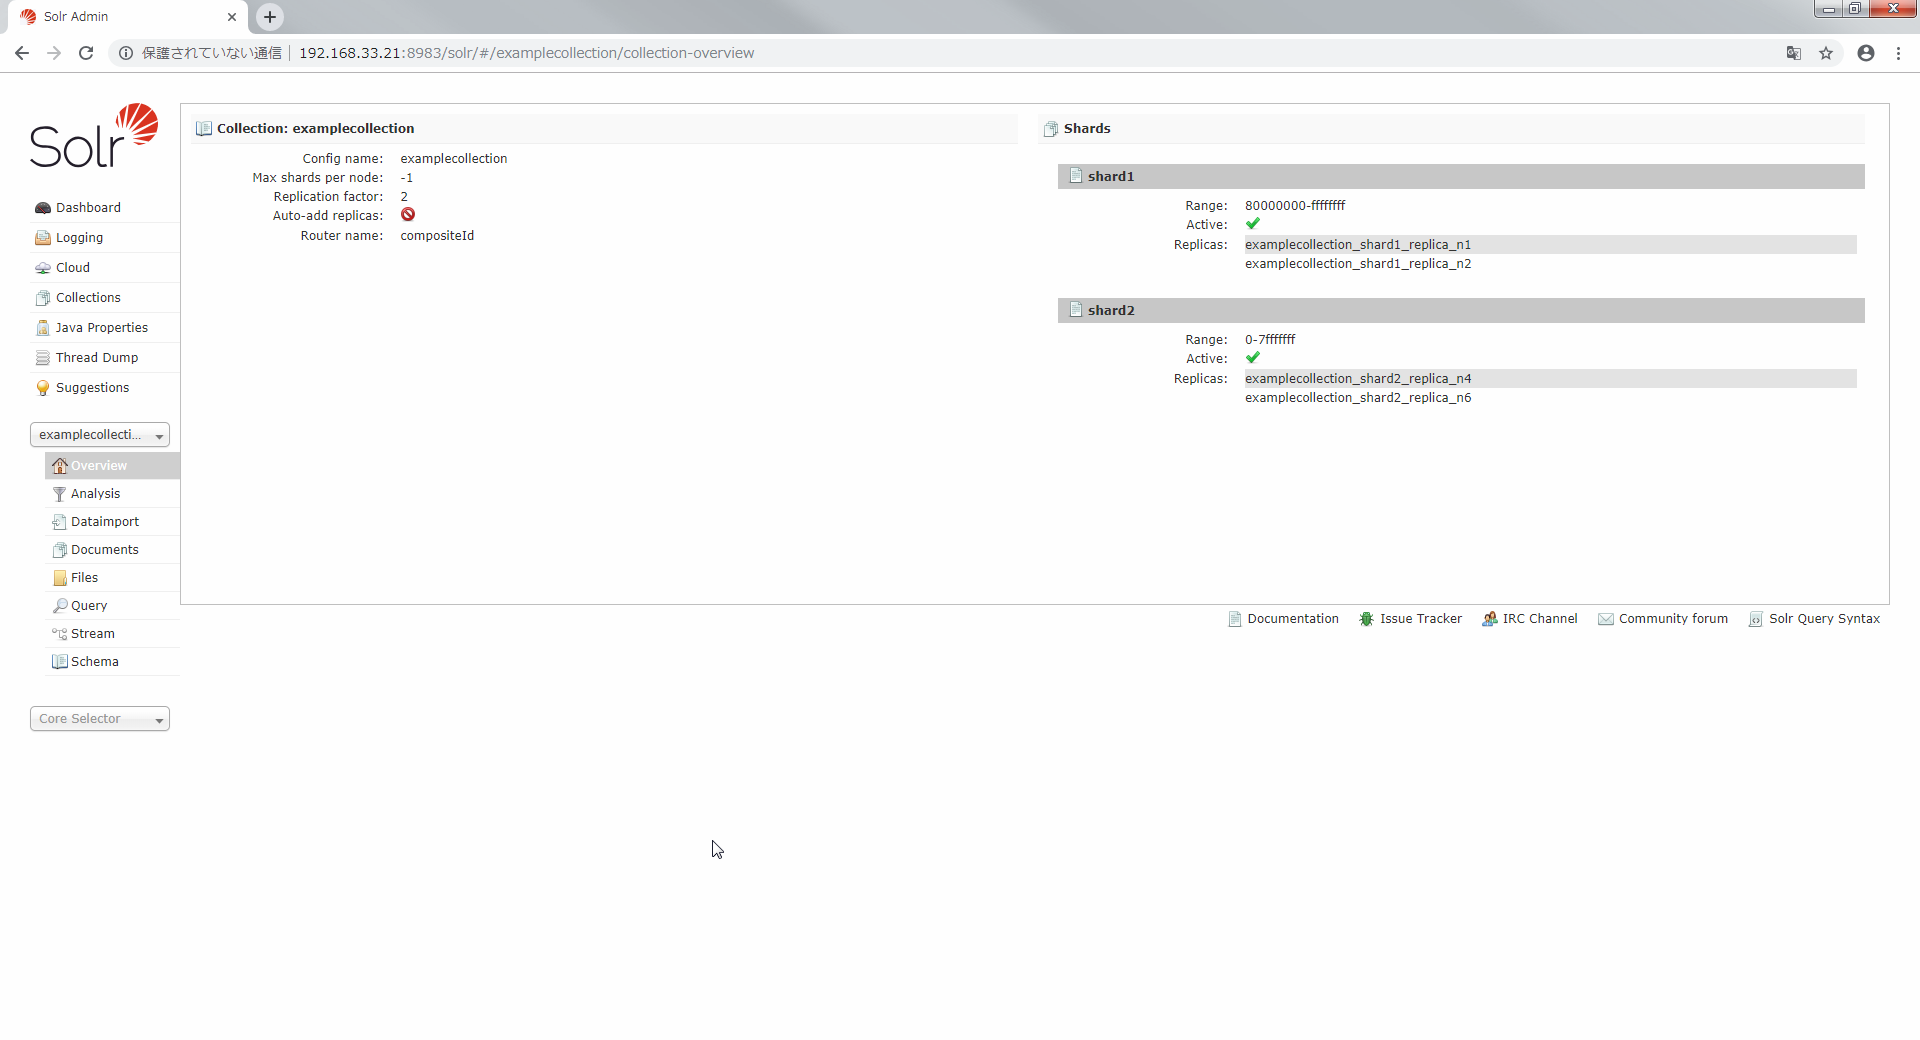 Solr Admin
保護されていない通信 192.168.33.21:8983/solr/#/examplecollection/collection-overview
Solr
Dashboard
Logging
Cloud
Collections
Java Properties
Thread Dump
Suggestions
examplecollecti...
Overview
Analysis
Dataimport
Documents
Files
Query
Stream
Schema
Core Selector
Collection: examplecollection
Config name: examplecollection
Max shards per node: -1
Replication factor: 2
Auto-add replicas:
Router name: compositeId
Shards
shard1
Range: 80000000-ffffffff
Active:
Replicas: examplecollection_shard1_replica_n1
examplecollection_shard1_replica_n2
shard2
Range: 0-7fffffff
Active:
Replicas: examplecollection_shard2_replica_n4
examplecollection_shard2_replica_n6
Documentation Issue Tracker IRC Channel Community forum Solr Query Syntax